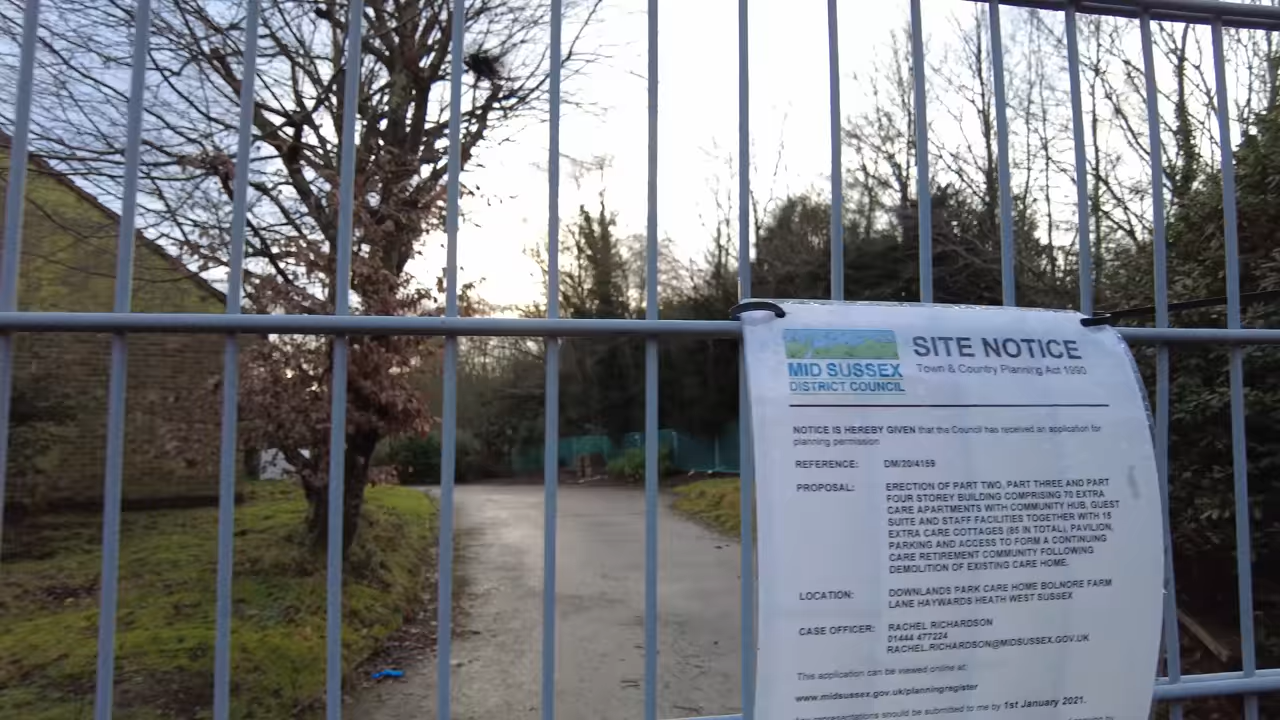 MID SUSSEX
DISTRICT COUNCIL
SITE NOTICE
Town & Country Planning Act 1990
NOTICE IS HEREBY GIVEN that the Council has received an application for
planning permission
REFERENCE: DM/20/4159
PROPOSAL: ERECTION OF PART TWO, PART THREE AND PART
FOUR STOREY BUILDING COMPRISING 70 EXTRA
CARE APARTMENTS WITH COMMUNITY HUB, GUEST
SUITE AND STAFF FACILITIES TOGETHER WITH 15
EXTRA CARE COTTAGES (85 IN TOTAL), PAVILION,
PARKING AND ACCESS TO FORM A CONTINUING
CARE RETIREMENT COMMUNITY FOLLOWING
DEMOLITION OF EXISTING CARE HOME.
LOCATION: DOWNLANDS PARK CARE HOME BOLNORE FARM
LANE HAYWARDS HEATH WEST SUSSEX
CASE OFFICER: RACHEL RICHARDSON
01444 477224
RACHEL.RICHARDSON@MIDSUSSEX.GOV.UK
This application can be viewed online at:
www.midsussex.gov.uk/planningregister
Any representations should be submitted to me by 1st January 2021.